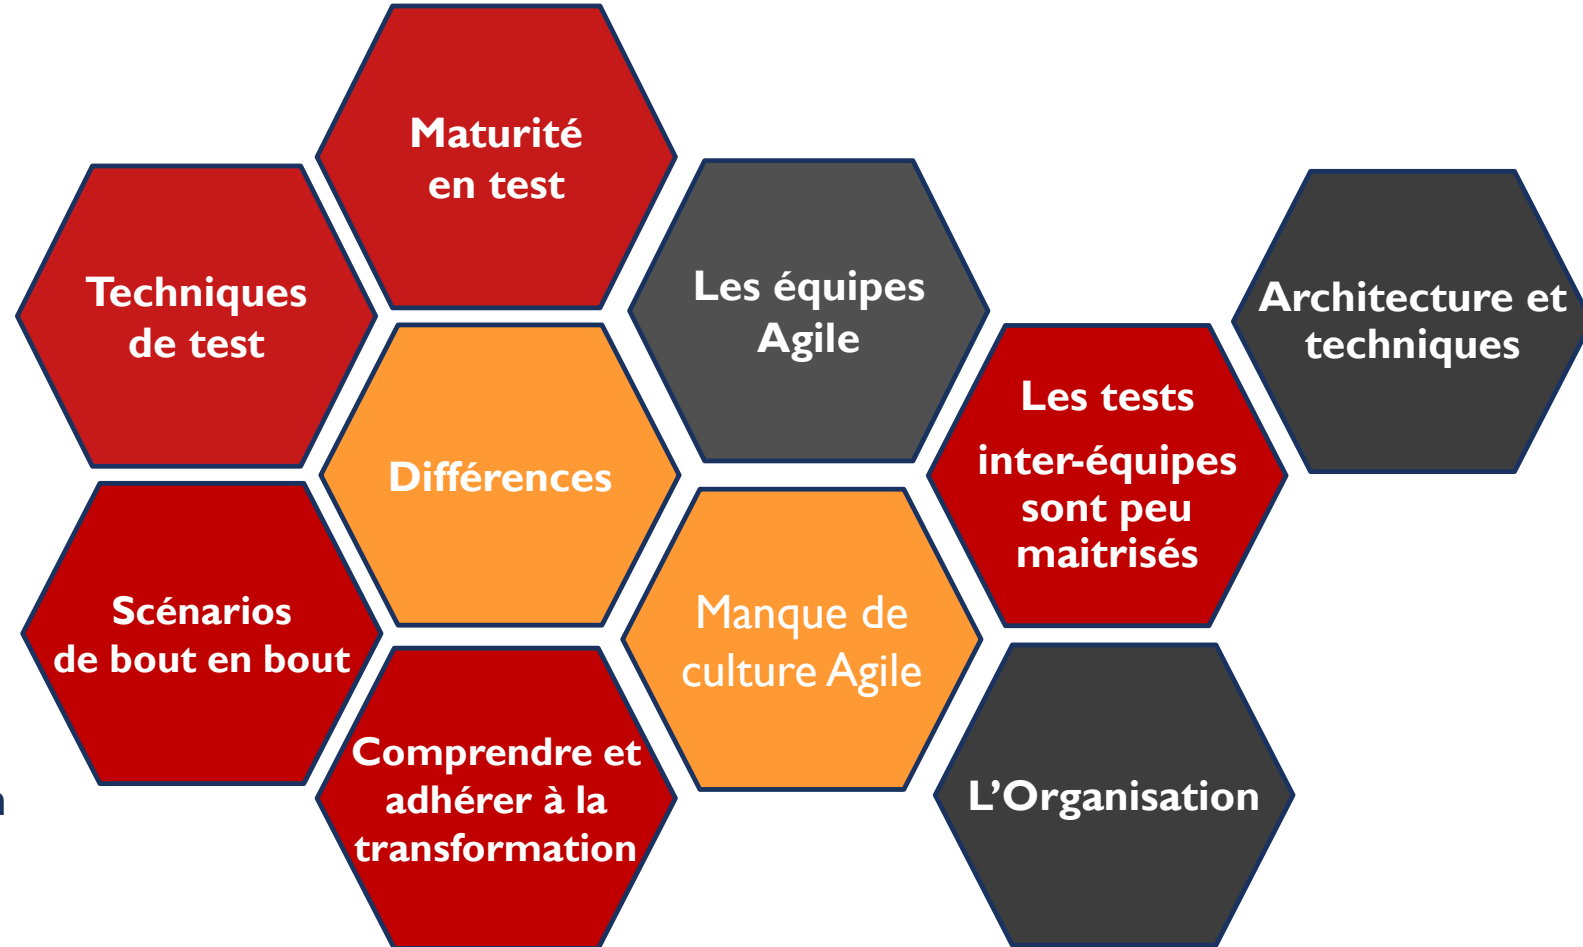 Maturité
en test
Techniques
de test
Les équipes
Agile
Architecture et
techniques
Différences
Les tests
inter-équipes
sont peu
maitrisés
Scénarios
de bout en bout
Manque de
culture Agile
Comprendre et
adhérer à la
transformation
L’Organisation